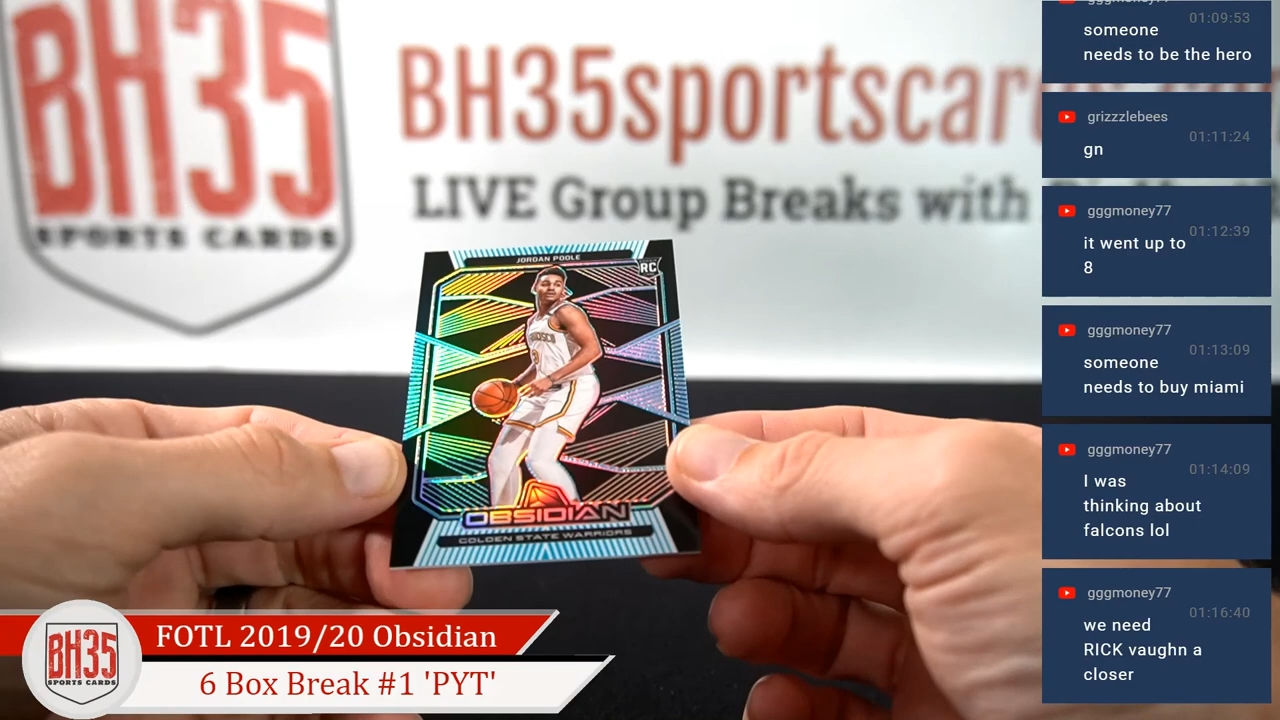 BH35
SPORTS CARDS
BH35sportscar
LIVE Group Breaks with
JORDAN POOLE
RC
OBSIDIAN
GOLDEN STATE WARRIORS
01:09:53
someone
needs to be the hero
grizzzlebees
01:11:24
gn
gggmoney77
01:12:39
it went up to
8
gggmoney77
01:13:09
someone
needs to buy miami
gggmoney77
01:14:09
I was
thinking about
falcons lol
gggmoney77
01:16:40
we need
RICK vaughn a
closer
BH35
SPORTS CARDS
FOTL 2019/20 Obsidian
6 Box Break #1 'PYT'